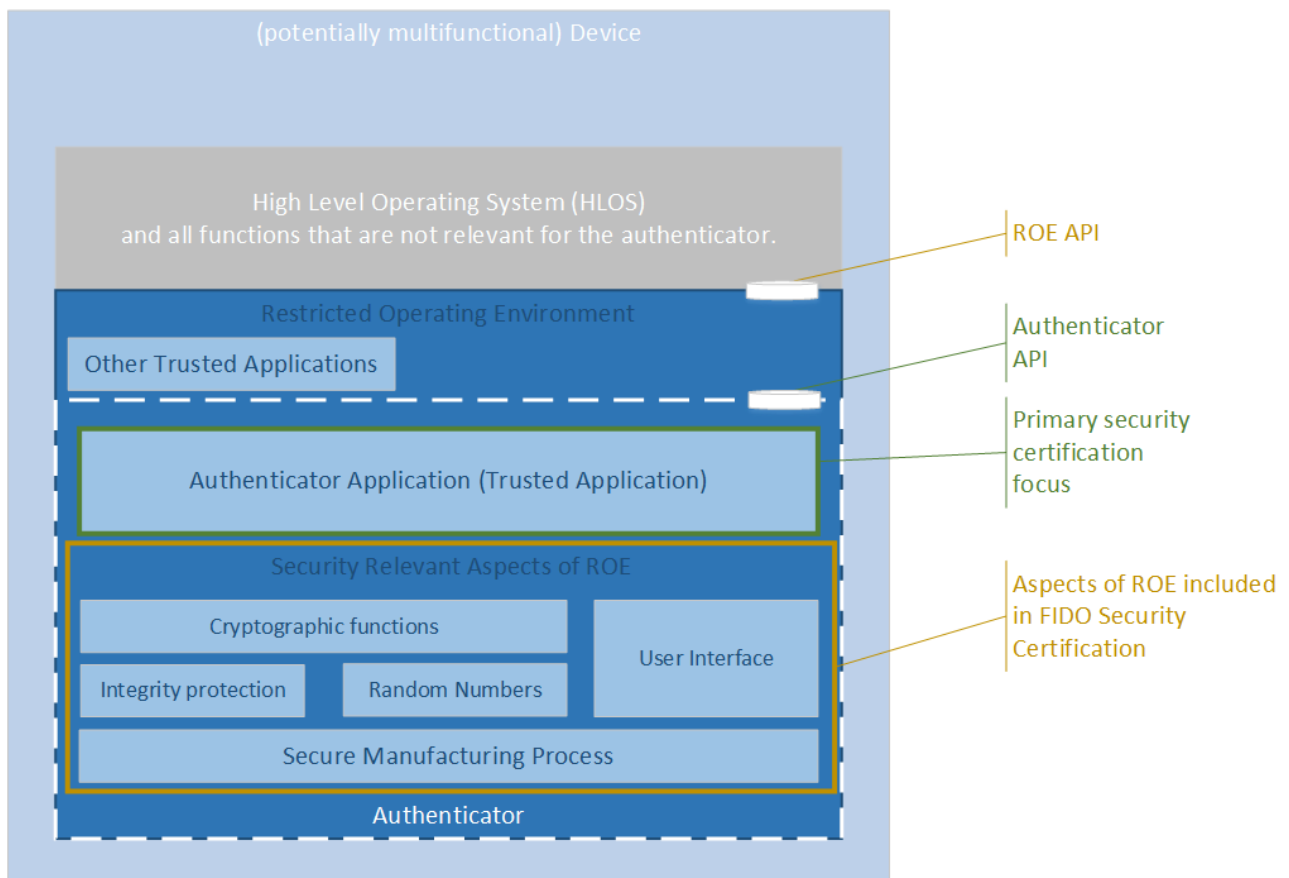 (potentially multifunctional) Device
High Level Operating System (HLOS)
and all functions that are not relevant for the authenticator.
ROE API
Restricted Operating Environment
Other Trusted Applications
Authenticator
API
Primary security
certification
focus
Authenticator Application (Trusted Application)
Security Relevant Aspects of ROE
Cryptographic functions
User Interface
Integrity protection
Random Numbers
Secure Manufacturing Process
Aspects of ROE included
in FIDO Security
Certification
Authenticator